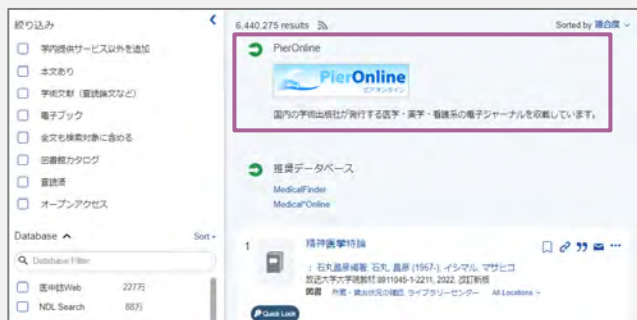 絞り込み
学内提供サービス以外を追加
本文あり
学術文献（査読論文など）
電子ブック
全文も検索対象に含める
図書館カタログ
査読済
オープンアクセス
Database
Sort
Database Filter
医中誌Web 227万
NDL Search 88万
6,440,275 results
Sorted by 適合度
PierOnline
PierOnline
ピアオンライン
国内の学術出版社が発行する医学・薬学・看護系の電子ジャーナルを収載しています。
推奨データベース
MedicalFinder
Medical*Online
1
精神医學特論
; 石丸昌彦編著; 石丸, 昌彦 (1957-); イシマル, マサヒコ
放送大学大学院教材 8911045-1-2211, 2022, 改訂新版
図書 所蔵・貸出状況の確認: ライブラリーセンター All Locations
Quick Look